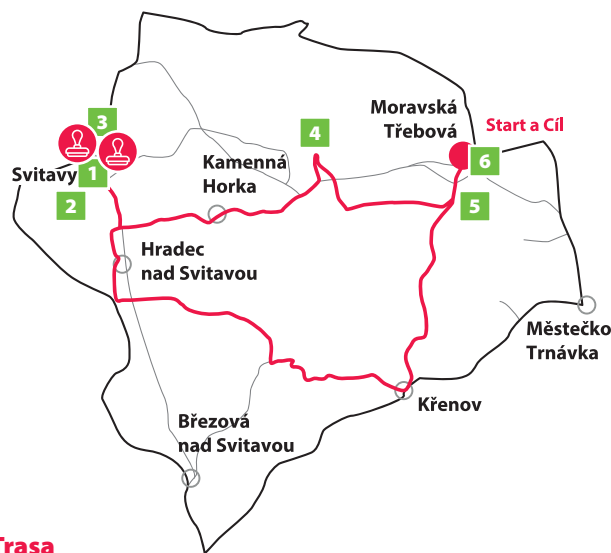 3
Moravská
Třebová
Start a Cíl
4
6
Kamenná
Horka
Svitavy
1
2
5
Hradec
nad Svitavou
Městečko
Trnávka
Křenov
Březová
nad Svitavou
Trasa